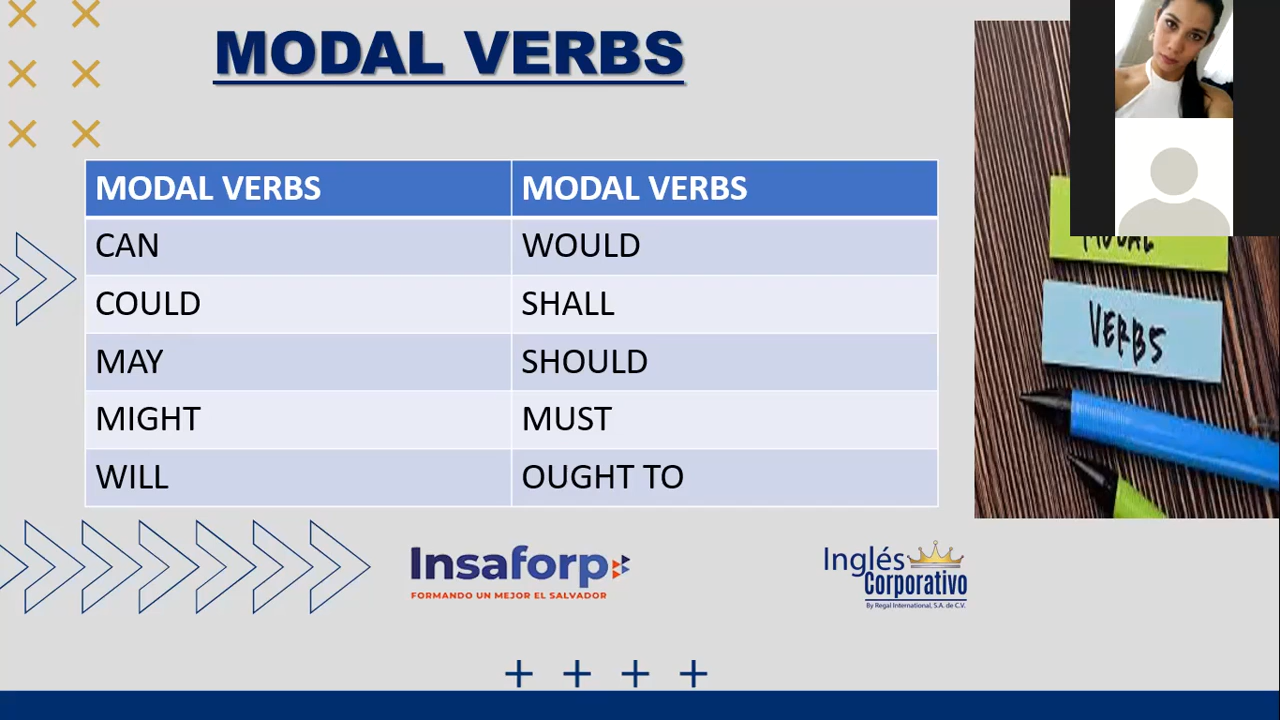 MODAL VERBS
MODAL VERBS MODAL VERBS
CAN WOULD
COULD SHALL
MAY SHOULD
MIGHT MUST
WILL OUGHT TO
MODAL
VERBS
Insaforp
FORMANDO UN MEJOR EL SALVADOR
Inglés
Corporativo
By Regal International, S.A. de C.V.